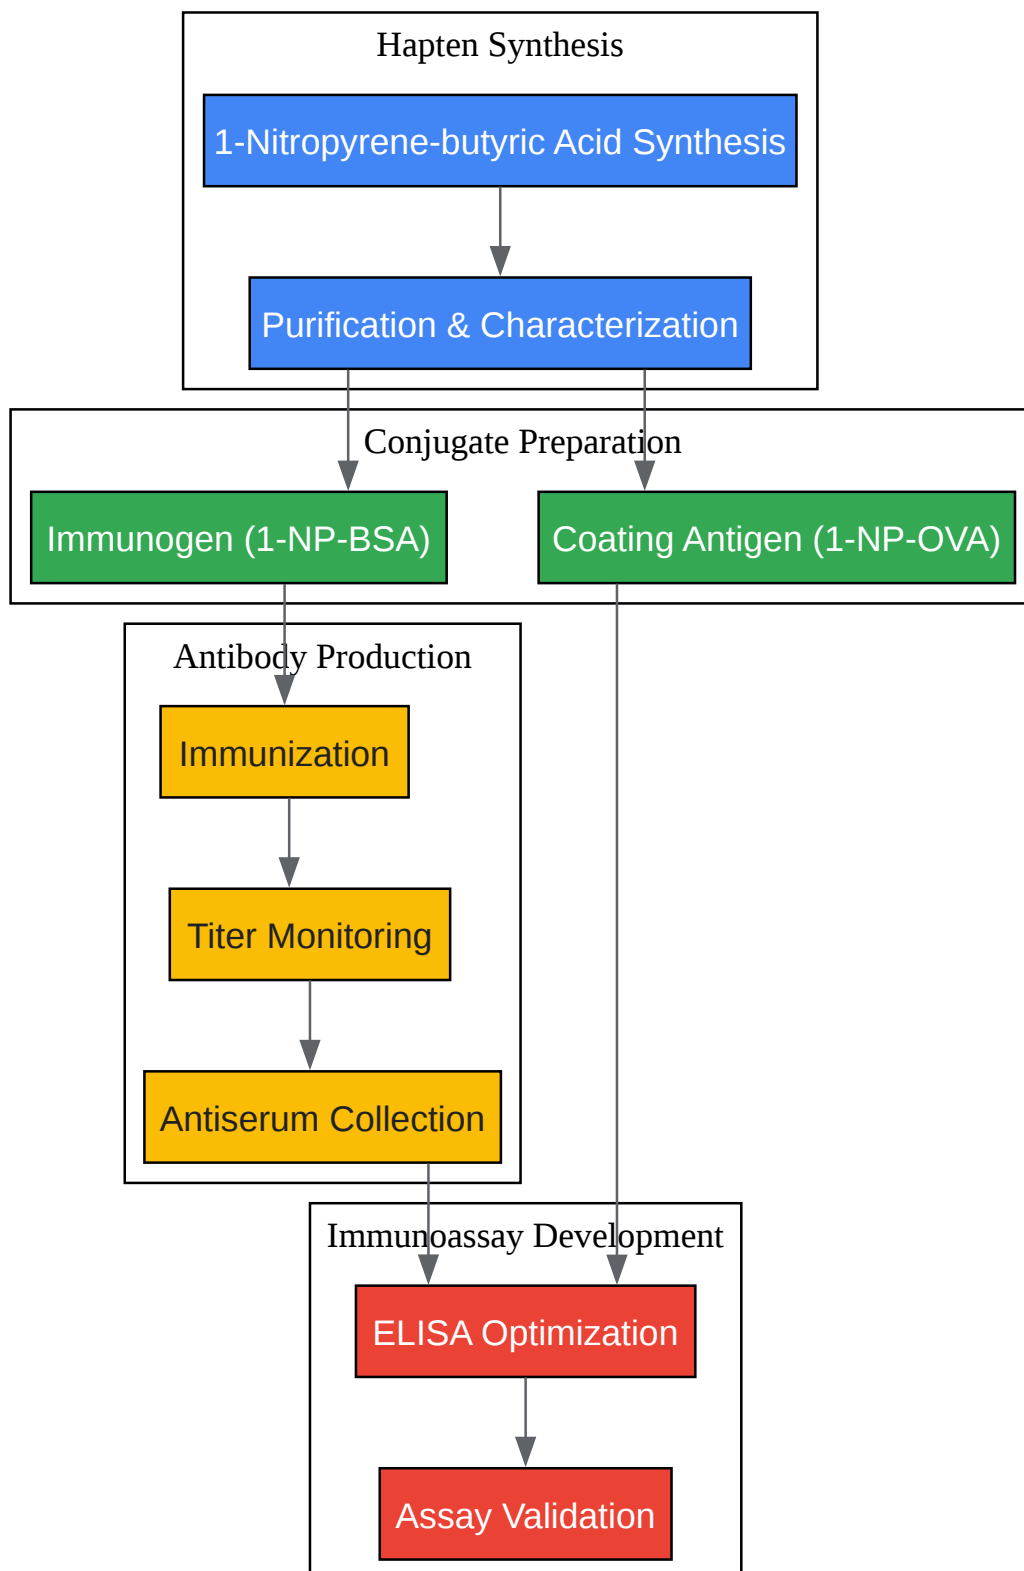 Hapten Synthesis
1-Nitropyrene-butyric Acid Synthesis
Purification & Characterization
Conjugate Preparation
Immunogen (1-NP-BSA)
Coating Antigen (1-NP-OVA)
Antibody Production
Immunization
Titer Monitoring
Antiserum Collection
Immunoassay Development
ELISA Optimization
Assay Validation